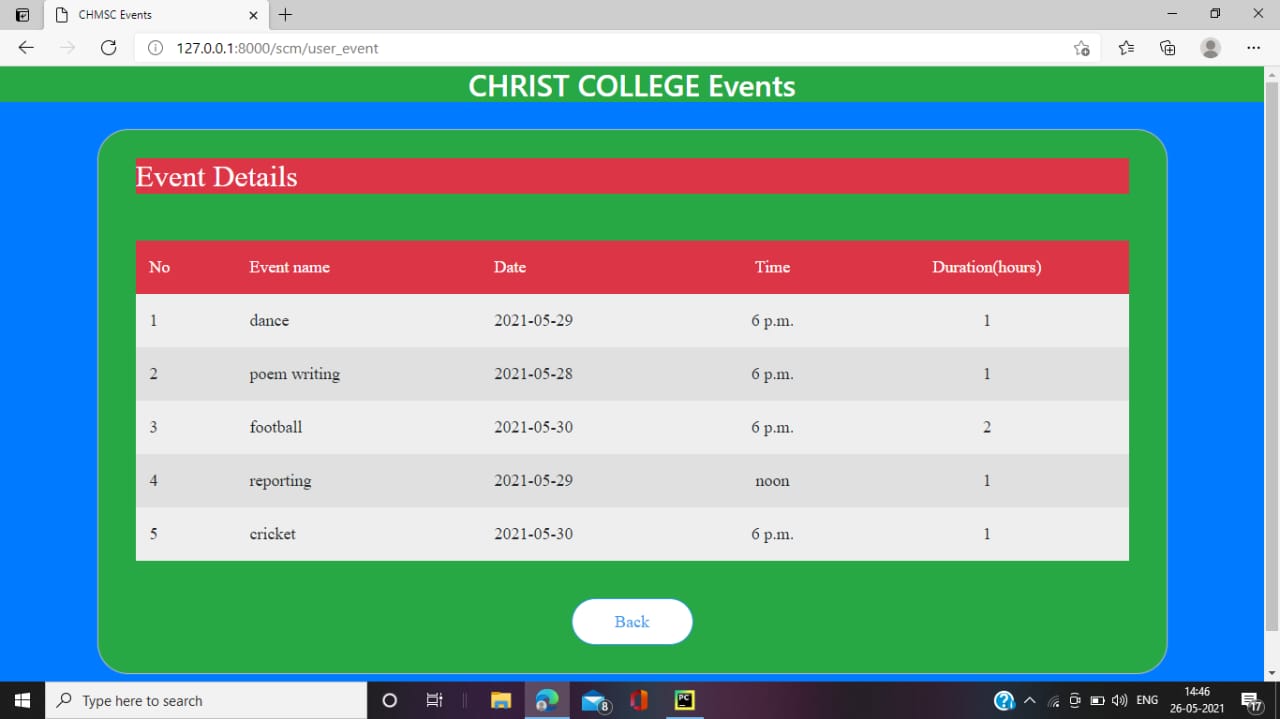 CHMSC Events
127.0.0.1:8000/scm/user_event
CHRIST COLLEGE Events
Event Details
No Event name Date Time Duration(hours)
1 dance 2021-05-29 6 p.m. 1
2 poem writing 2021-05-28 6 p.m. 1
3 football 2021-05-30 6 p.m. 2
4 reporting 2021-05-29 noon 1
5 cricket 2021-05-30 6 p.m. 1
Back
Type here to search 8 PC ENG 14:46
26-05-2021 17